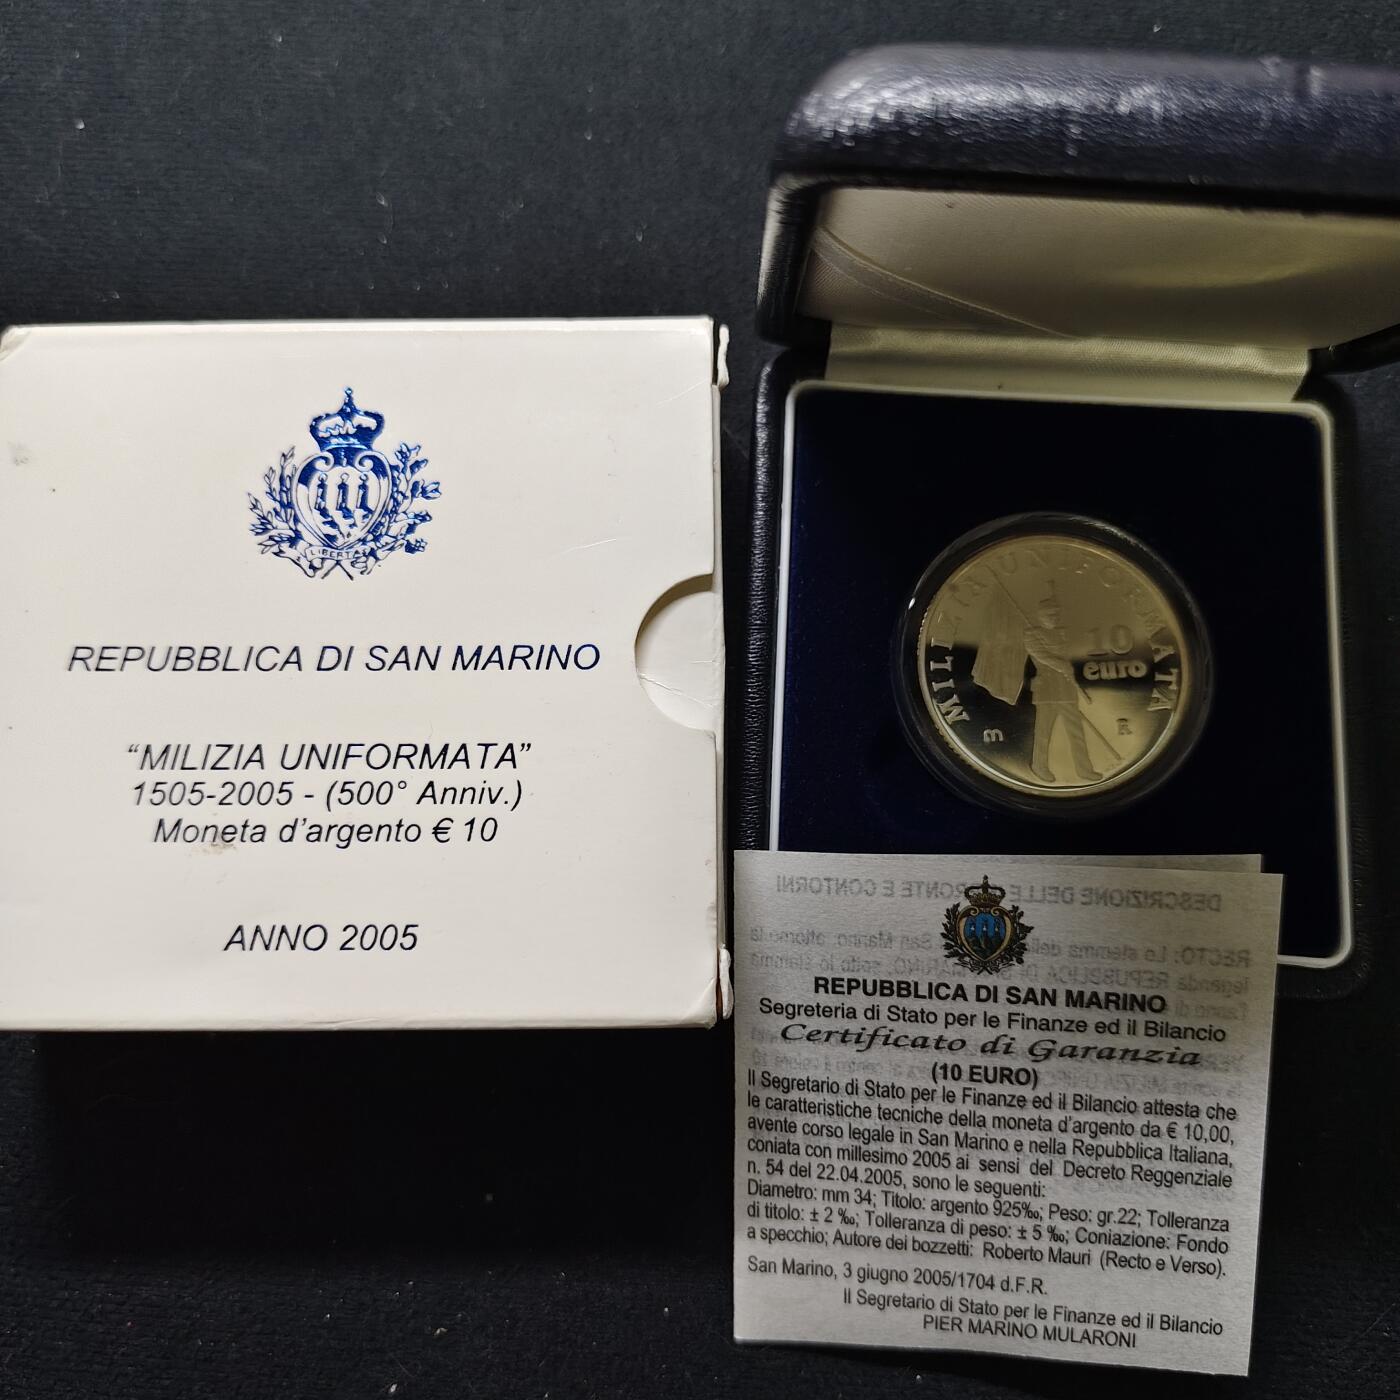 LIBERTAS
REPUBBLICA DI SAN MARINO
“MILIZIA UNIFORMATA”
1505-2005 - (500° Anniv.)
Moneta d’argento € 10
ANNO 2005
MILIZIA UNIFORMATA
10
euro
m
R
DESCRIZIONE DELLE IMPRONTE E CONTORNI
REPUBBLICA DI SAN MARINO
Segreteria di Stato per le Finanze ed il Bilancio
Certificato di Garanzia
(10 EURO)
Il Segretario di Stato per le Finanze ed il Bilancio attesta che
le caratteristiche tecniche della moneta d’argento da € 10,00,
avente corso legale in San Marino e nella Repubblica Italiana,
coniata con millesimo 2005 ai sensi del Decreto Reggenziale
n. 54 del 22.04.2005, sono le seguenti:
Diametro: mm 34; Titolo: argento 925‰; Peso: gr.22; Tolleranza
di titolo: ± 2 ‰; Tolleranza di peso: ± 5 ‰; Coniazione: Fondo
a specchio; Autore dei bozzetti: Roberto Mauri (Recto e Verso).
San Marino, 3 giugno 2005/1704 d.F.R.
Il Segretario di Stato per le Finanze ed il Bilancio
PIER MARINO MULARONI